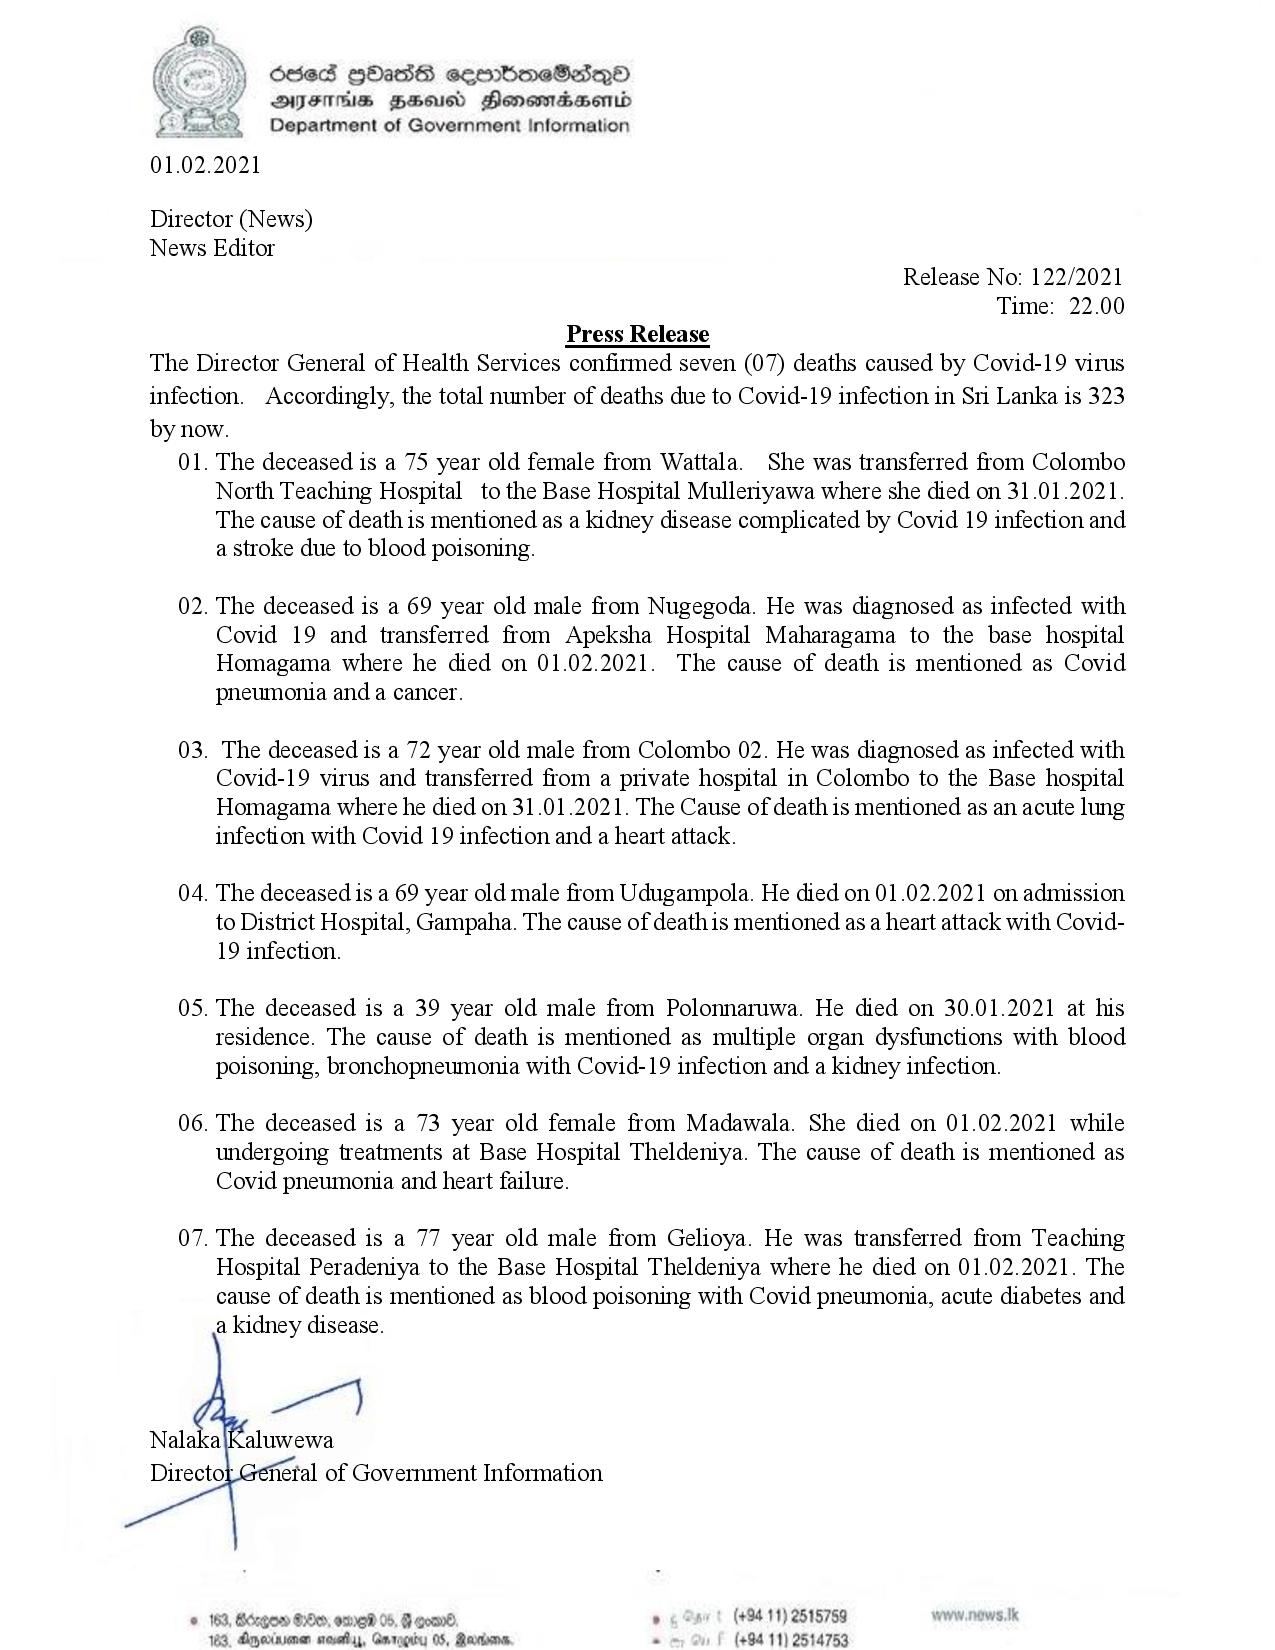 රජයේ ප්‍රවෘත්ති දෙපාර්තමේන්තුව
அரசாங்க தகவல் திணைக்களம்
Department of Government Information
01.02.2021
Director (News)
News Editor
Release No: 122/2021
Time: 22.00
Press Release
The Director General of Health Services confirmed seven (07) deaths caused by Covid-19 virus
infection. Accordingly, the total number of deaths due to Covid-19 infection in Sri Lanka is 323
by now.
01. The deceased is a 75 year old female from Wattala. She was transferred from Colombo
North Teaching Hospital to the Base Hospital Mulleriyawa where she died on 31.01.2021.
The cause of death is mentioned as a kidney disease complicated by Covid 19 infection and
a stroke due to blood poisoning.
02. The deceased is a 69 year old male from Nugegoda. He was diagnosed as infected with
Covid 19 and transferred from Apeksha Hospital Maharagama to the base hospital
Homagama where he died on 01.02.2021. The cause of death is mentioned as Covid
pneumonia and a cancer.
03. The deceased is a 72 year old male from Colombo 02. He was diagnosed as infected with
Covid-19 virus and transferred from a private hospital in Colombo to the Base hospital
Homagama where he died on 31.01.2021. The Cause of death is mentioned as an acute lung
infection with Covid 19 infection and a heart attack.
04. The deceased is a 69 year old male from Udugampola. He died on 01.02.2021 on admission
to District Hospital, Gampaha. The cause of death is mentioned as a heart attack with Covid-
19 infection.
05. The deceased is a 39 year old male from Polonnaruwa. He died on 30.01.2021 at his
residence. The cause of death is mentioned as multiple organ dysfunctions with blood
poisoning, bronchopneumonia with Covid-19 infection and a kidney infection.
06. The deceased is a 73 year old female from Madawala. She died on 01.02.2021 while
undergoing treatments at Base Hospital Theldeniya. The cause of death is mentioned as
Covid pneumonia and heart failure.
07. The deceased is a 77 year old male from Gelioya. He was transferred from Teaching
Hospital Peradeniya to the Base Hospital Theldeniya where he died on 01.02.2021. The
cause of death is mentioned as blood poisoning with Covid pneumonia, acute diabetes and
a kidney disease.
Nalaka Kaluwewa
Director General of Government Information
163, කිරුලපන මාවත, කොළඹ 05, ශ්‍රී ලංකාව.
(+94 11) 2515759
www.news.lk
163, கிருலப்பனை எவனியூ, கொழும்பு 05, இலங்கை.
(+94 11) 2514753